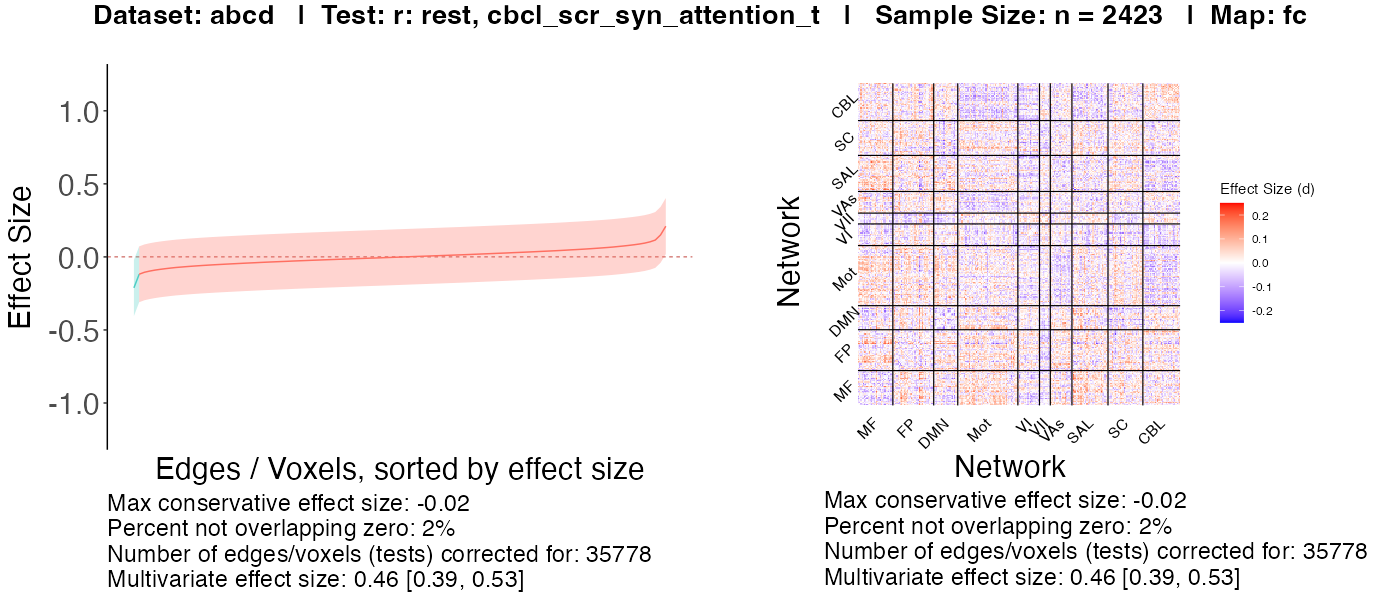 Dataset: abcd | Test: r: rest, cbcl_scr_syn_attention_t | Sample Size: n = 2423 | Map: fc
Effect Size
1.0
0.5
0.0
-0.5
-1.0
Edges / Voxels, sorted by effect size
Max conservative effect size: -0.02
Percent not overlapping zero: 2%
Number of edges/voxels (tests) corrected for: 35778
Multivariate effect size: 0.46 [0.39, 0.53]
Network
CBL
SC
SAL
VAs
VII
VI
Mot
DMN
FP
MF
MF
FP
DMN
Mot
VI
VII
VAs
SAL
SC
CBL
Network
Effect Size (d)
0.2
0.1
0.0
-0.1
-0.2
Max conservative effect size: -0.02
Percent not overlapping zero: 2%
Number of edges/voxels (tests) corrected for: 35778
Multivariate effect size: 0.46 [0.39, 0.53]